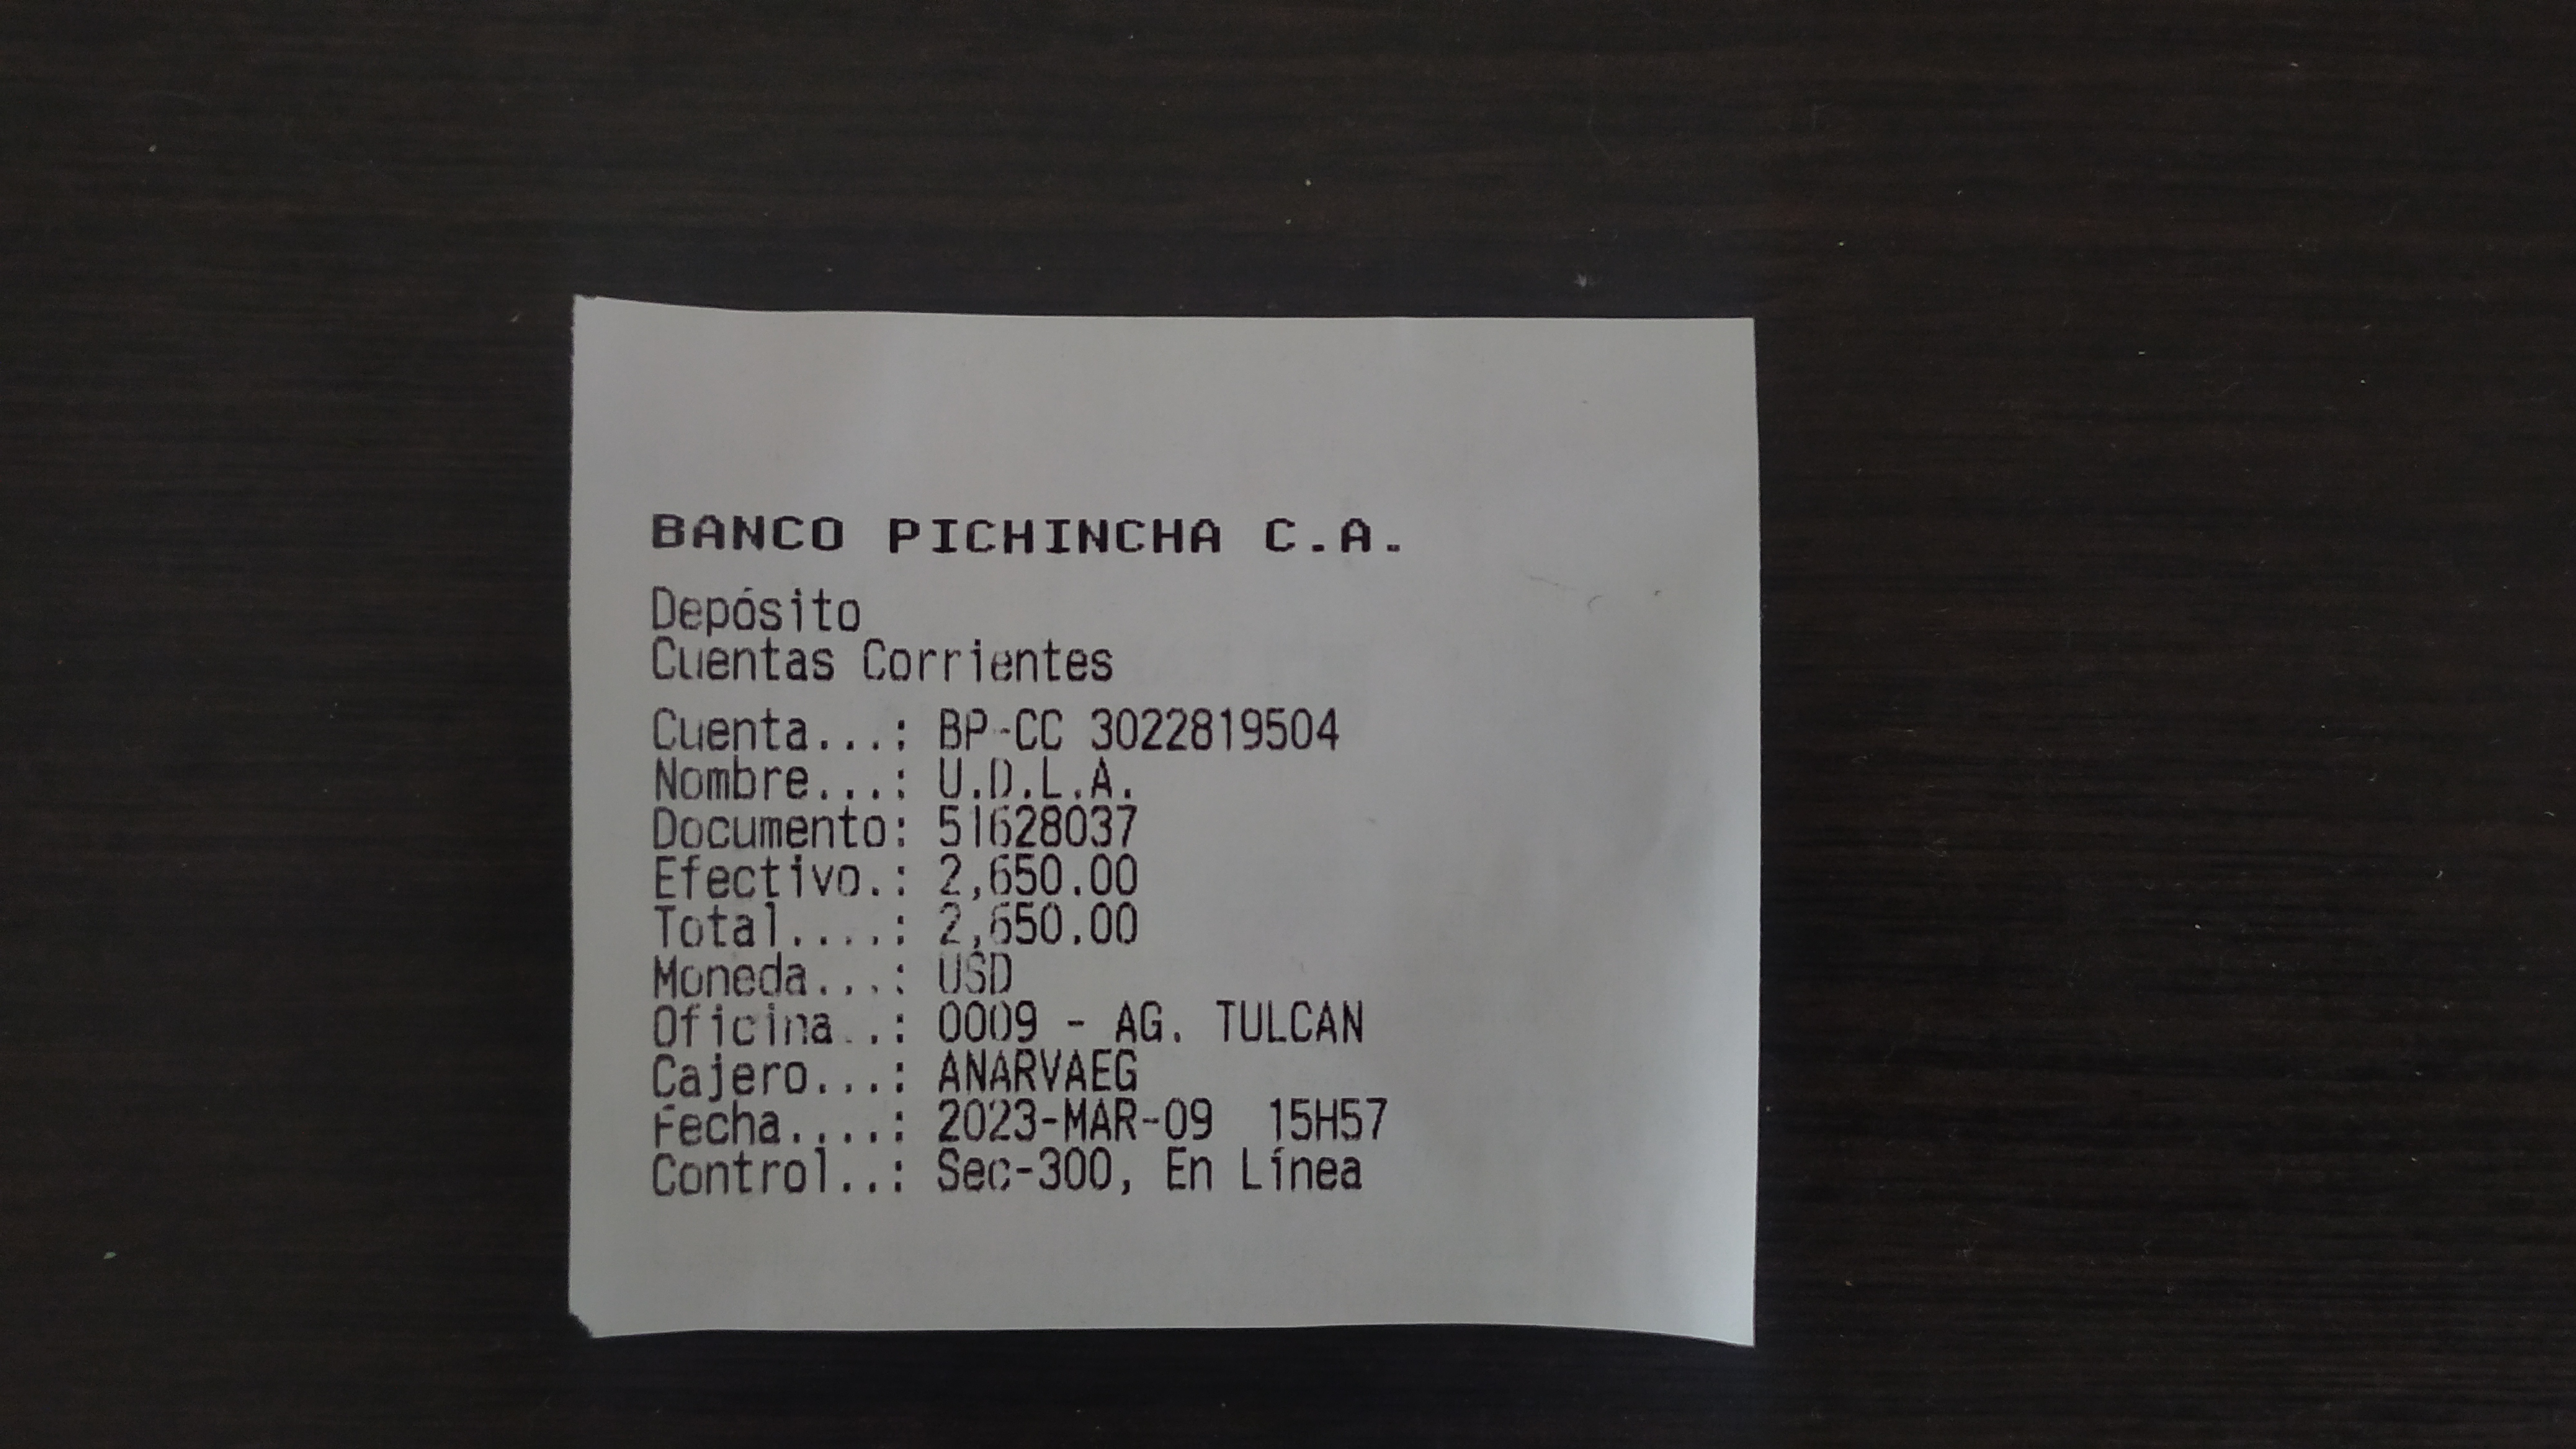 BANCO PICHINCHA C.A.
Depósito
Cuentas Corrientes
Cuenta...: BP-CC 3022819504
Nombre...: U.D.L.A.
Documento: 51628037
Efectivo.: 2,650.00
Total....: 2,650.00
Moneda...: USD
Oficina..: 0009 - AG. TULCAN
Cajero...: ANARVAEG
Fecha....: 2023-MAR-09  15H57
Control..: Sec-300, En Línea